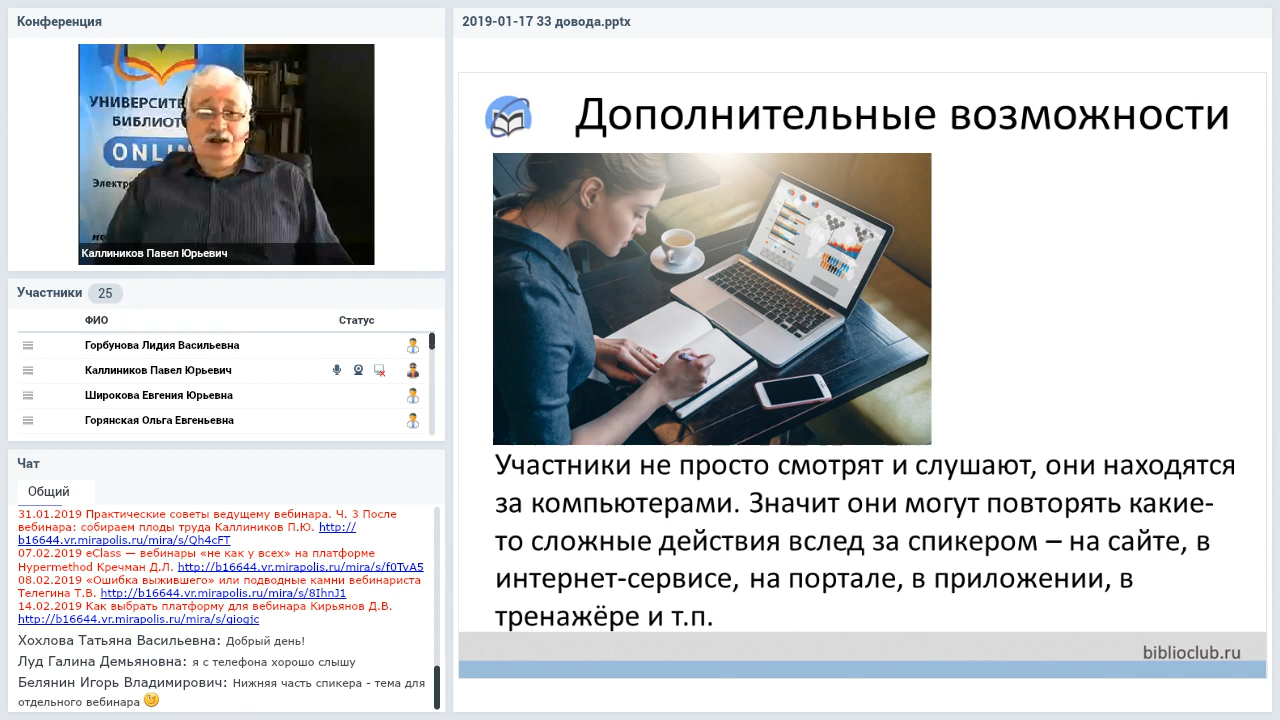 Конференция
УНИВЕРСИТЕ
БИБЛИОТ
ONLIN
Электр
Каллиников Павел Юрьевич
Участники 25
ФИО Статус
Горбунова Лидия Васильевна
Каллиников Павел Юрьевич
Широкова Евгения Юрьевна
Горянская Ольга Евгеньевна
Чат
Общий
31.01.2019 Практические советы ведущему вебинара. Ч. 3 После
вебинара: собираем плоды труда Каллиников П.Ю. http://
b16644.vr.mirapolis.ru/mira/s/Qh4cFT
07.02.2019 eClass — вебинары «не как у всех» на платформе
Hypermethod Кречман Д.Л. http://b16644.vr.mirapolis.ru/mira/s/f0TvA5
08.02.2019 «Ошибка выжившего» или подводные камни вебинариста
Телегина Т.В. http://b16644.vr.mirapolis.ru/mira/s/8IhnJ1
14.02.2019 Как выбрать платформу для вебинара Кирьянов Д.В.
http://b16644.vr.mirapolis.ru/mira/s/gioqjc
Хохлова Татьяна Васильевна: Добрый день!
Луд Галина Демьяновна: я с телефона хорошо слышу
Белянин Игорь Владимирович: Нижняя часть спикера - тема для
отдельного вебинара
2019-01-17 33 довода.pptx
Дополнительные возможности
Участники не просто смотрят и слушают, они находятся
за компьютерами. Значит они могут повторять какие-
то сложные действия вслед за спикером – на сайте, в
интернет-сервисе, на портале, в приложении, в
тренажёре и т.п.
biblioclub.ru